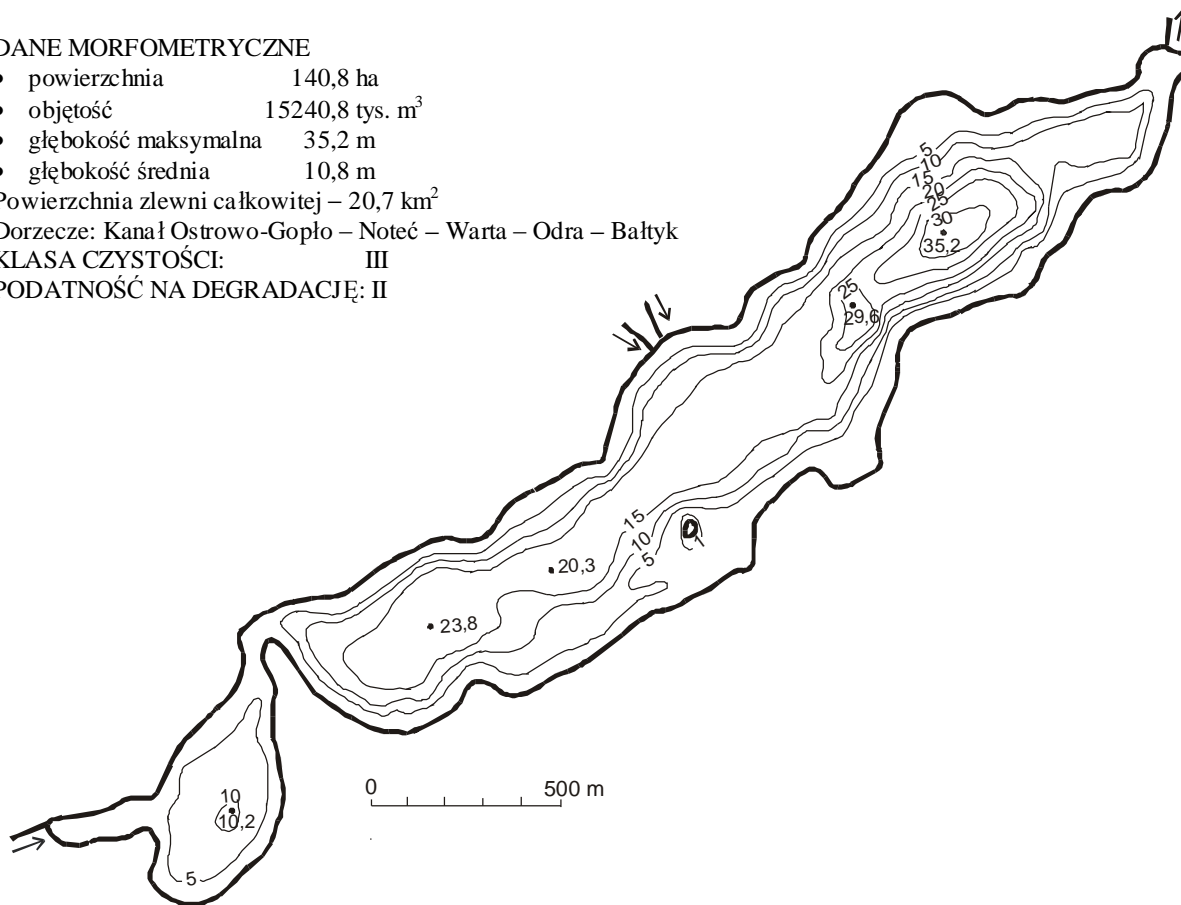 DANE MORFOMETRYCZNE
• powierzchnia 140,8 ha
• objętość 15240,8 tys. m³
• głębokość maksymalna 35,2 m
• głębokość średnia 10,8 m
Powierzchnia zlewni całkowitej – 20,7 km²
Dorzecze: Kanał Ostrowo-Gopło – Noteć – Warta – Odra – Bałtyk
KLASA CZYSTOŚCI: III
PODATNOŚĆ NA DEGRADACJĘ: II
5
10
15
20
25
30
35,2
25
29,6
15
10
5
1
20,3
23,8
10
10,2
5
0 500 m